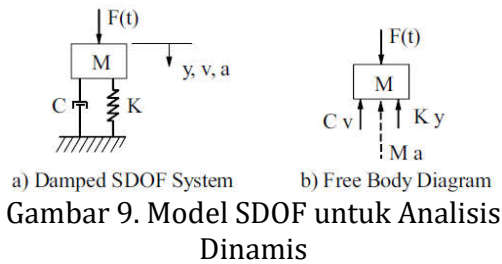 F(t)
M
y, v, a
C
K
F(t)
M
C v
K y
M a
a) Damped SDOF System
b) Free Body Diagram
Gambar 9. Model SDOF untuk Analisis
Dinamis